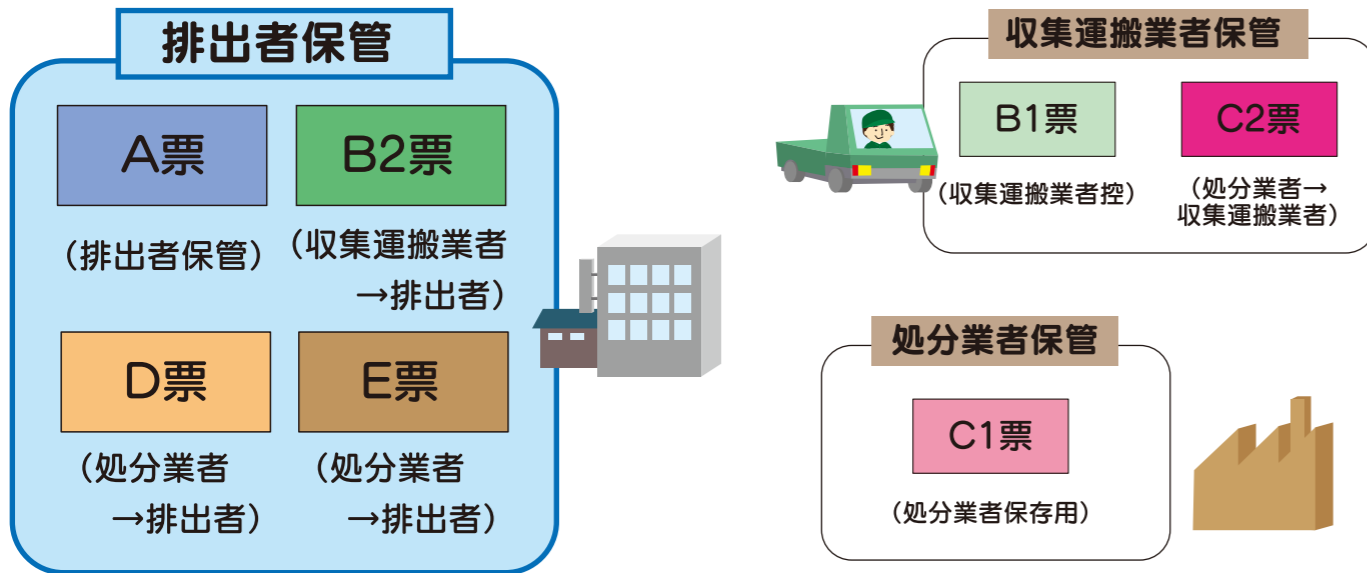 排出者保管
A票
B2票
(排出者保管)
(収集運搬業者
→排出者)
D票
E票
(処分業者
→排出者)
(処分業者
→排出者)
収集運搬業者保管
B1票
C2票
(収集運搬業者控)
(処分業者→
収集運搬業者)
処分業者保管
C1票
(処分業者保存用)